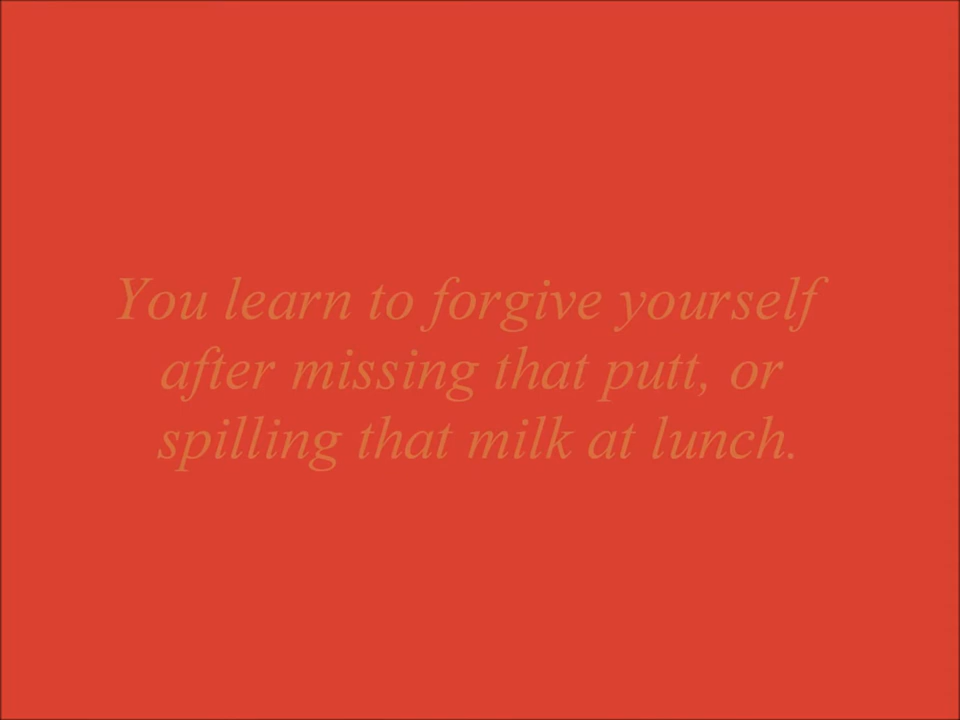 You learn to forgive yourself
after missing that putt, or
spilling that milk at lunch.